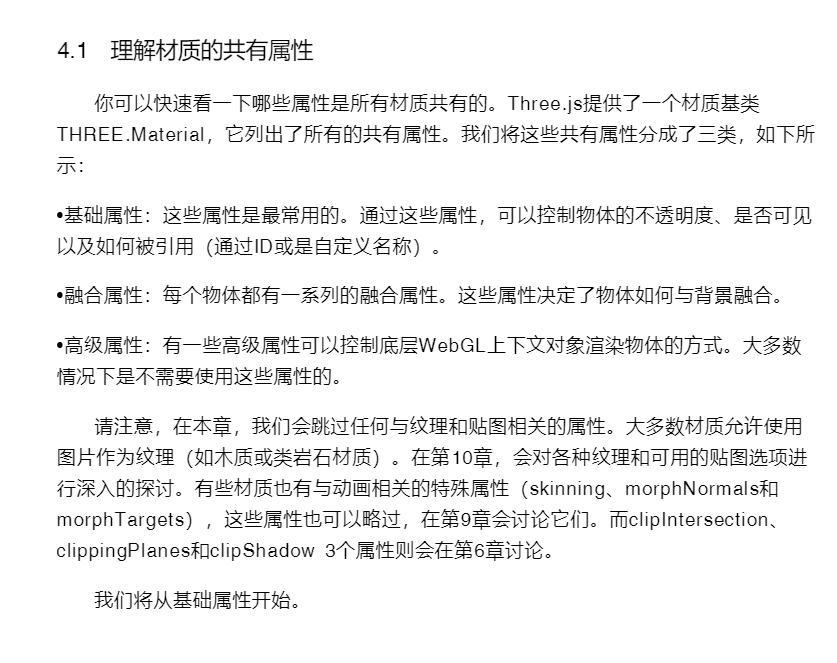 4.1 理解材质的共有属性
你可以快速看一下哪些属性是所有材质共有的。Three.js提供了一个材质基类
THREE.Material，它列出了所有的共有属性。我们将这些共有属性分成了三类，如下所
示：
•基础属性：这些属性是最常用的。通过这些属性，可以控制物体的不透明度、是否可见
以及如何被引用（通过ID或是自定义名称）。
•融合属性：每个物体都有一系列的融合属性。这些属性决定了物体如何与背景融合。
•高级属性：有一些高级属性可以控制底层WebGL上下文对象渲染物体的方式。大多数
情况下是不需要使用这些属性的。
请注意，在本章，我们会跳过任何与纹理和贴图相关的属性。大多数材质允许使用
图片作为纹理（如木质或类岩石材质）。在第10章，会对各种纹理和可用的贴图选项进
行深入的探讨。有些材质也有与动画相关的特殊属性（skinning、morphNormals和
morphTargets），这些属性也可以略过，在第9章会讨论它们。而clipIntersection、
clippingPlanes和clipShadow 3个属性则会在第6章讨论。
我们将从基础属性开始。